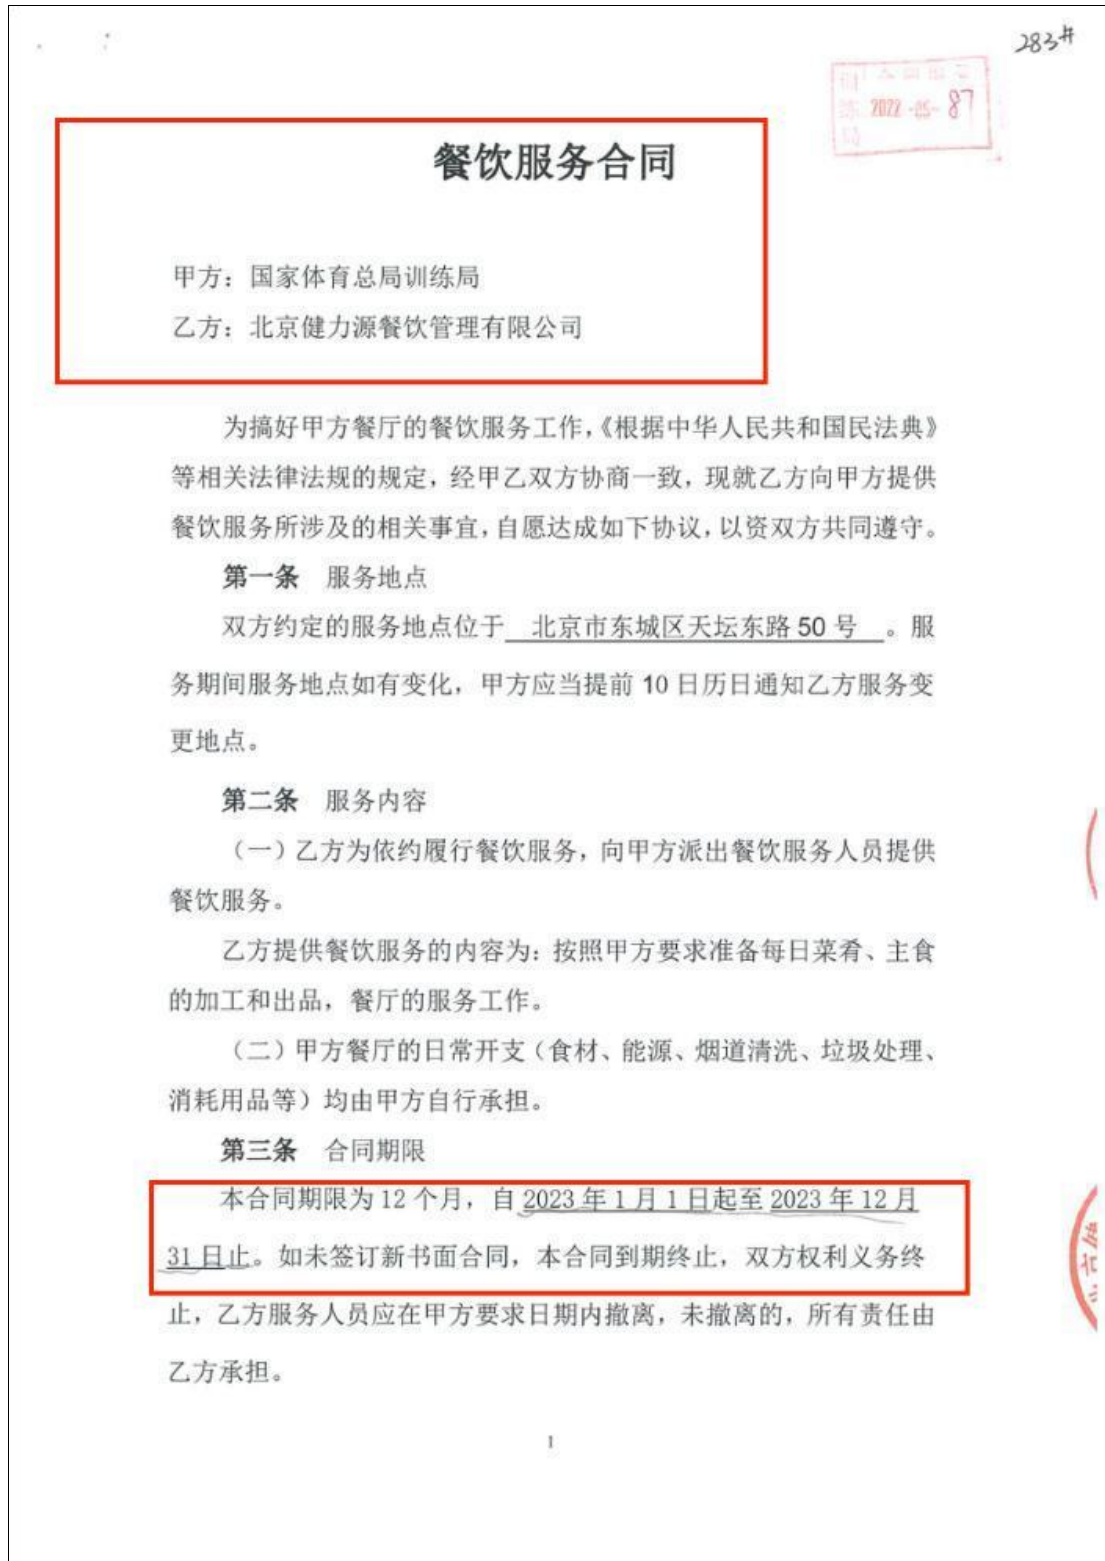 283#
2022 -05- 87
餐饮服务合同
甲方：国家体育总局训练局
乙方：北京健力源餐饮管理有限公司
为搞好甲方餐厅的餐饮服务工作，《根据中华人民共和国民法典》
等相关法律法规的规定，经甲乙双方协商一致，现就乙方向甲方提供
餐饮服务所涉及的相关事宜，自愿达成如下协议，以资双方共同遵守。
第一条 服务地点
双方约定的服务地点位于 北京市东城区天坛东路 50 号 。服
务期间服务地点如有变化，甲方应当提前 10 日历日通知乙方服务变
更地点。
第二条 服务内容
（一）乙方为依约履行餐饮服务，向甲方派出餐饮服务人员提供
餐饮服务。
乙方提供餐饮服务的内容为：按照甲方要求准备每日菜肴、主食
的加工和出品，餐厅的服务工作。
（二）甲方餐厅的日常开支（食材、能源、烟道清洗、垃圾处理、
消耗用品等）均由甲方自行承担。
第三条 合同期限
本合同期限为 12 个月，自 2023 年 1 月 1 日起至 2023 年 12 月
31 日止。如未签订新书面合同，本合同到期终止，双方权利义务终
止，乙方服务人员应在甲方要求日期内撤离，未撤离的，所有责任由
乙方承担。
1